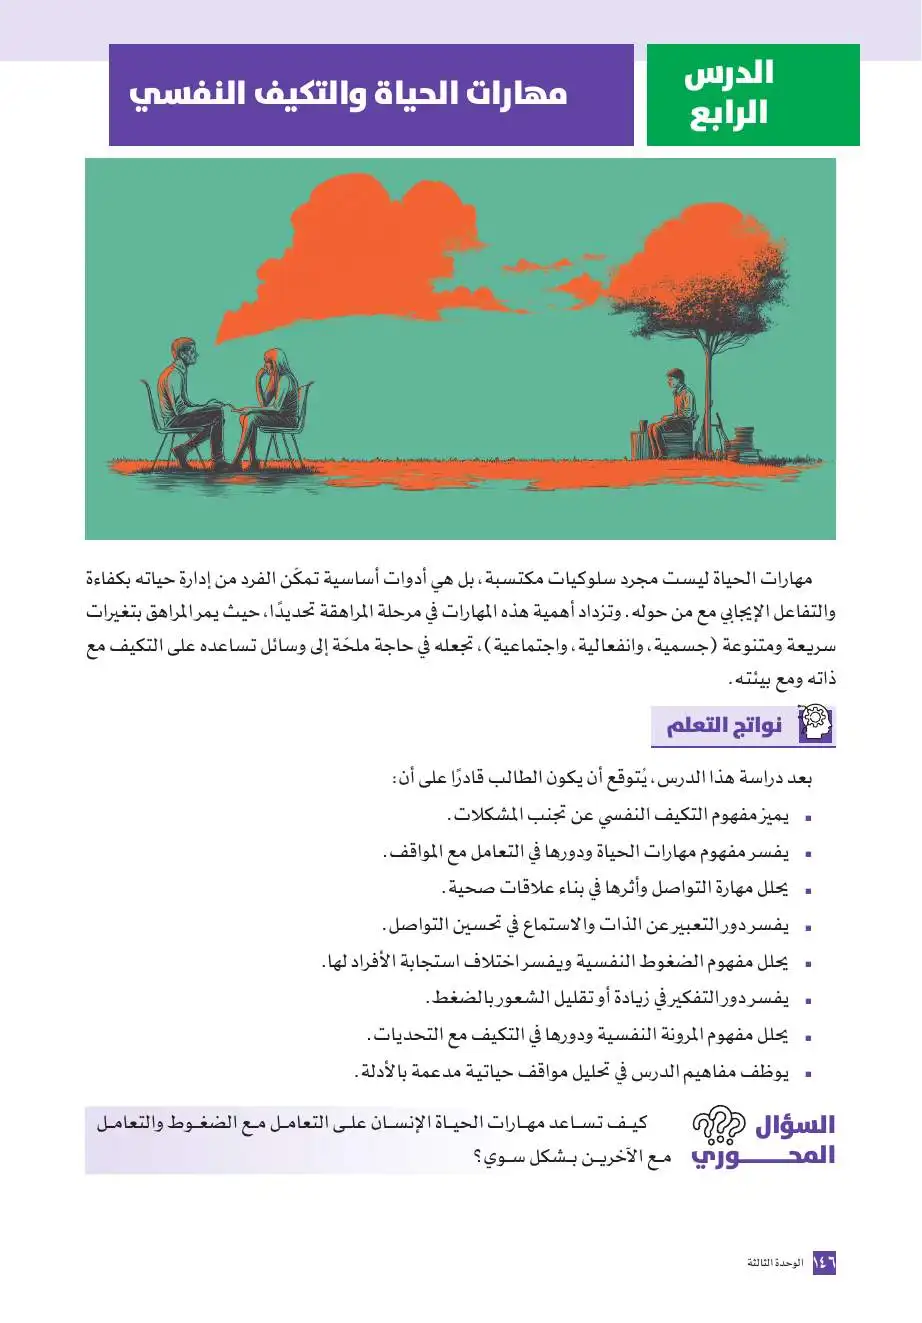 الدرس
الرابع
مهارات الحياة والتكيف النفسي
مهارات الحياة ليست مجرد سلوكيات مكتسبة، بل هي أدوات أساسية تمكّن الفرد من إدارة حياته بكفاءة
والتفاعل الإيجابي مع من حوله. وتزداد أهمية هذه المهارات في مرحلة المراهقة تحديدًا، حيث يمر المراهق بتغيرات
سريعة ومتنوعة (جسمية، وانفعالية، واجتماعية)، تجعله في حاجة ملحّة إلى وسائل تساعده على التكيف مع
ذاته ومع بيئته.
نواتج التعلم
بعد دراسة هذا الدرس، يُتوقع أن يكون الطالب قادرًا على أن:
▪ يميز مفهوم التكيف النفسي عن تجنب المشكلات.
▪ يفسر مفهوم مهارات الحياة ودورها في التعامل مع المواقف.
▪ يحلل مهارة التواصل وأثرها في بناء علاقات صحية.
▪ يفسر دور التعبير عن الذات والاستماع في تحسين التواصل.
▪ يحلل مفهوم الضغوط النفسية ويفسر اختلاف استجابة الأفراد لها.
▪ يفسر دور التفكير في زيادة أو تقليل الشعور بالضغط.
▪ يحلل مفهوم المرونة النفسية ودورها في التكيف مع التحديات.
▪ يوظف مفاهيم الدرس في تحليل مواقف حياتية مدعمة بالأدلة.
السؤال
المحـــــوري
كيف تساعد مهارات الحياة الإنسان على التعامل مع الضغوط والتعامل
مع الآخرين بشكل سوي؟
١٤٦ الوحدة الثالثة